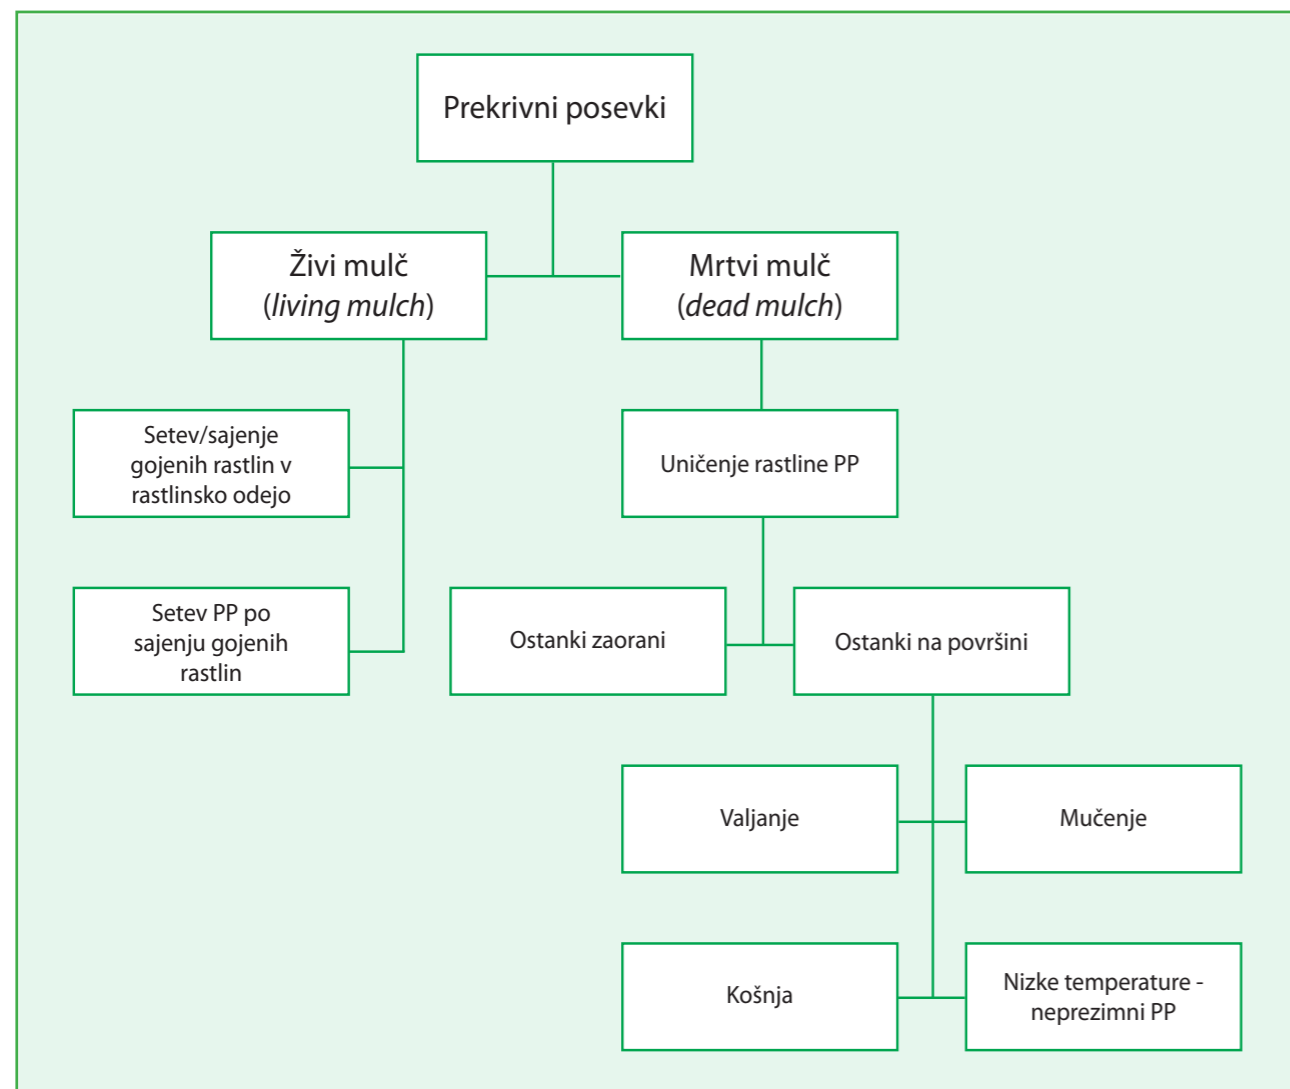 Prekrivni posevki
Živi mulč
(living mulch)
Mrtvi mulč
(dead mulch)
Setev/sajenje
gojenih rastlin v
rastlinsko odejo
Uničenje rastline PP
Setev PP po
sajenju gojenih
rastlin
Ostanki zaorani
Ostanki na površini
Valjanje
Mučenje
Košnja
Nizke temperature -
neprezimni PP